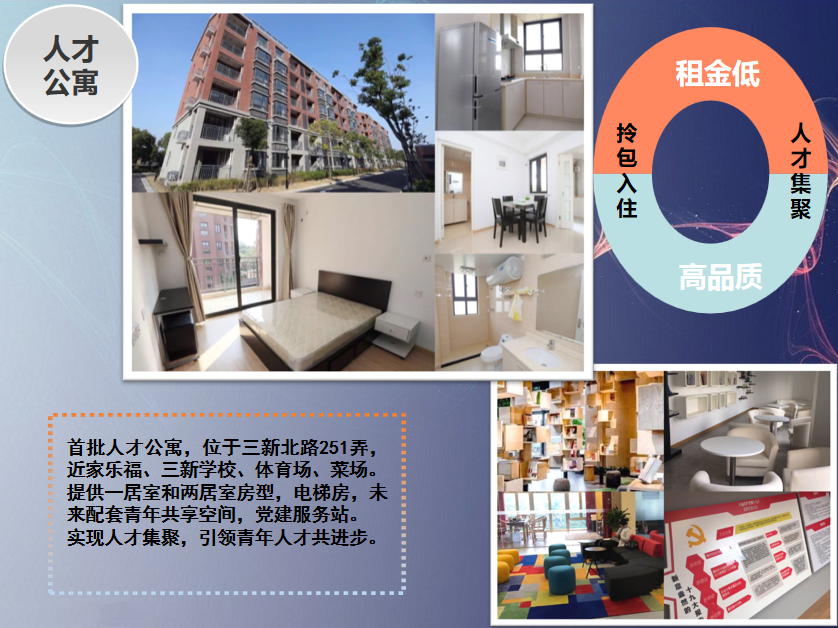 人才
公寓
租金低
拎包入住
人才集聚
高品质
首批人才公寓，位于三新北路251弄，
近家乐福、三新学校、体育场、菜场。
提供一居室和两居室房型，电梯房，未
来配套青年共享空间，党建服务站。
实现人才集聚，引领青年人才共进步。